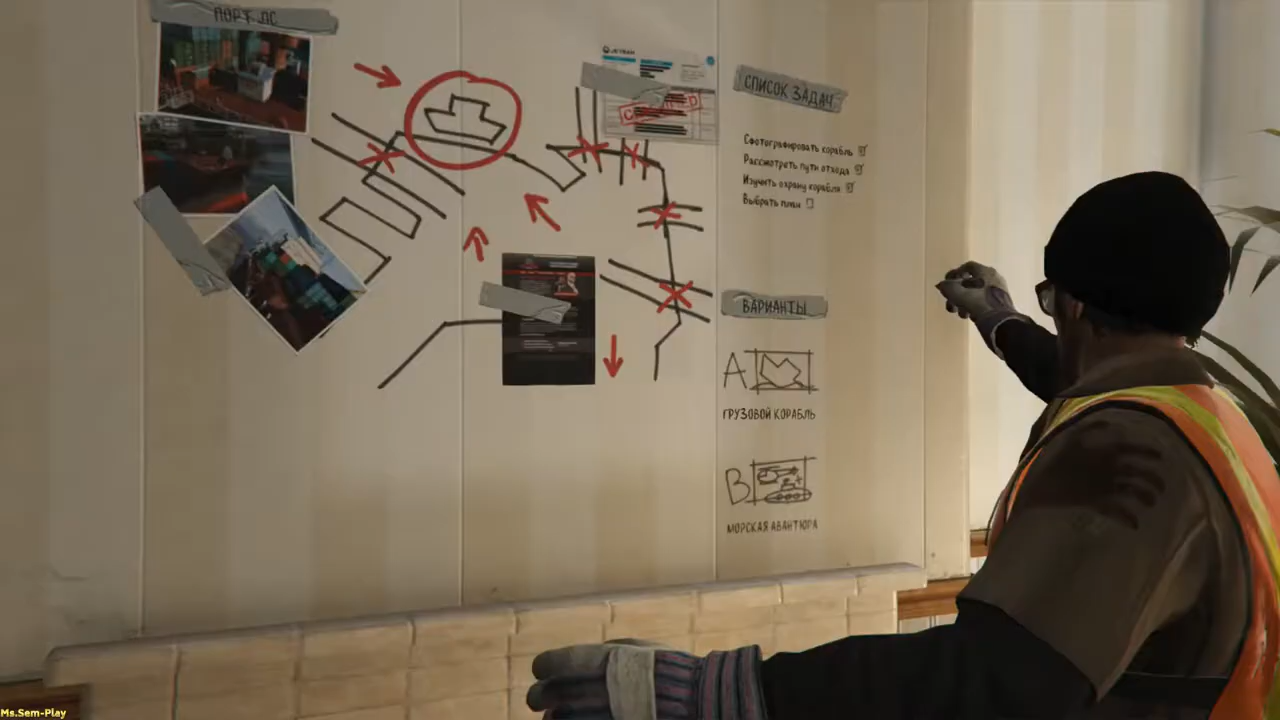 ПОРТ ЛС
СПИСОК ЗАДАЧ
Сфотографировать корабль
Рассмотреть пути отхода
Изучить охрану корабля
Выбрать план
ВАРИАНТЫ
A
ГРУЗОВОЙ КОРАБЛЬ
B
МОРСКАЯ АВАНТЮРА
Ms.Sem-Play